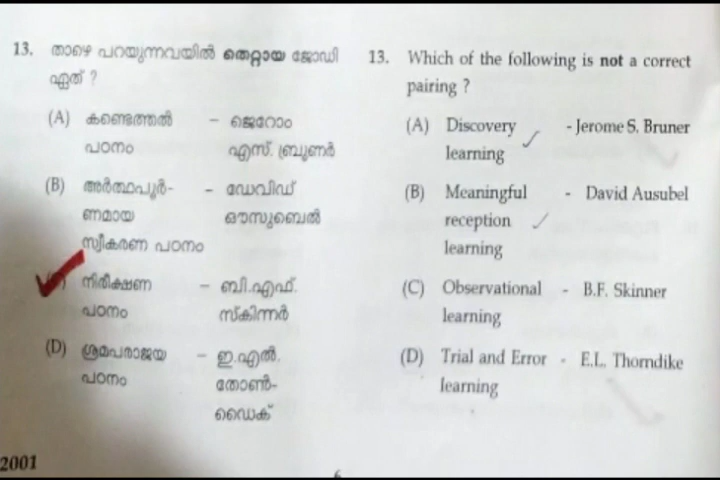 13. താഴെ പറയുന്നവയിൽ തെറ്റായ ജോഡി
ഏത് ?
(A) കണ്ടെത്തൽ – ജെറോം
പഠനം എസ്. ബ്രൂണർ
(B) അർത്ഥപൂർ- – ഡേവിഡ്
ണമായ ഔസുബെൽ
സ്വീകരണ പഠനം
നിരീക്ഷണ – ബി.എഫ്.
പഠനം സ്കിന്നർ
(D) ശ്രമപരാജയ – ഇ.എൽ.
പഠനം തോൺ-
ഡൈക്
2001
13. Which of the following is not a correct
pairing ?
(A) Discovery - Jerome S. Bruner
learning
(B) Meaningful - David Ausubel
reception
learning
(C) Observational - B.F. Skinner
learning
(D) Trial and Error - E.L. Thorndike
learning